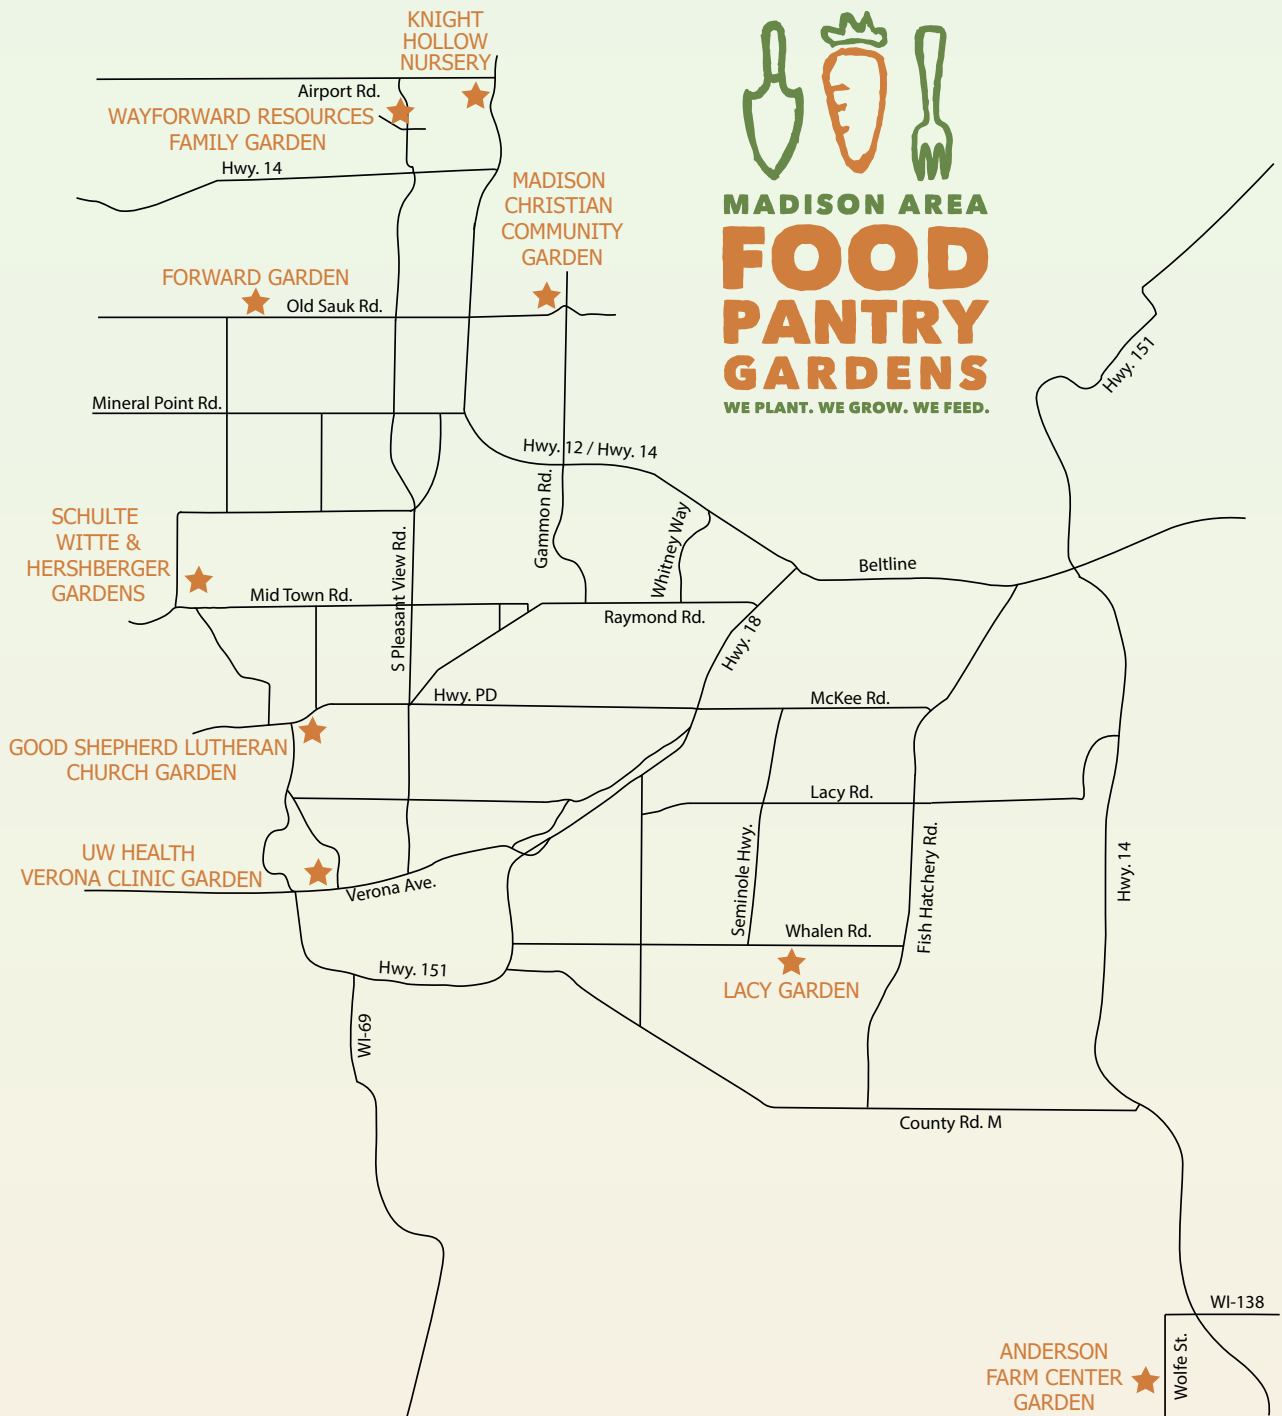 KNIGHT
HOLLOW
NURSERY
Airport Rd.
WAYFORWARD RESOURCES
FAMILY GARDEN
Hwy. 14
MADISON
CHRISTIAN
COMMUNITY
GARDEN
MADISON AREA
FOOD
PANTRY
GARDENS
WE PLANT. WE GROW. WE FEED.
FORWARD GARDEN
Old Sauk Rd.
Hwy. 151
Mineral Point Rd.
Hwy. 12 / Hwy. 14
Gammon Rd.
Whitney Way
SCHULTE
WITTE &
HERSHBERGER
GARDENS
S Pleasant View Rd.
Beltline
Mid Town Rd.
Raymond Rd.
Hwy. 18
Hwy. PD
McKee Rd.
GOOD SHEPHERD LUTHERAN
CHURCH GARDEN
Lacy Rd.
UW HEALTH
VERONA CLINIC GARDEN
Verona Ave.
Seminole Hwy.
Fish Hatchery Rd.
Hwy. 14
Whalen Rd.
Hwy. 151
LACY GARDEN
WI-69
County Rd. M
WI-138
Wolfe St.
ANDERSON
FARM CENTER
GARDEN